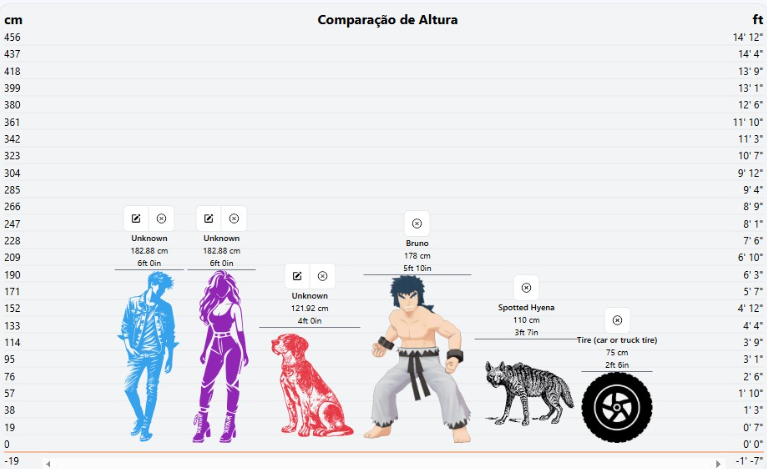 cm
Comparação de Altura
ft
456
14' 12"
437
14' 4"
418
13' 9"
399
13' 1"
380
12' 6"
361
11' 10"
342
11' 3"
323
10' 7"
304
9' 12"
285
9' 4"
266
8' 9"
247
8' 1"
228
7' 6"
209
6' 10"
190
6' 3"
171
5' 7"
152
4' 12"
133
4' 4"
114
3' 9"
95
3' 1"
76
2' 6"
57
1' 10"
38
1' 2"
19
0' 7"
0
0' 0"
-19
-1' -7"
Unknown
182.88 cm
6ft 0in
Unknown
182.88 cm
6ft 0in
Unknown
121.92 cm
4ft 0in
Bruno
178 cm
5ft 10in
Spotted Hyena
110 cm
3ft 7in
Tire (car or truck tire)
75 cm
2ft 6in